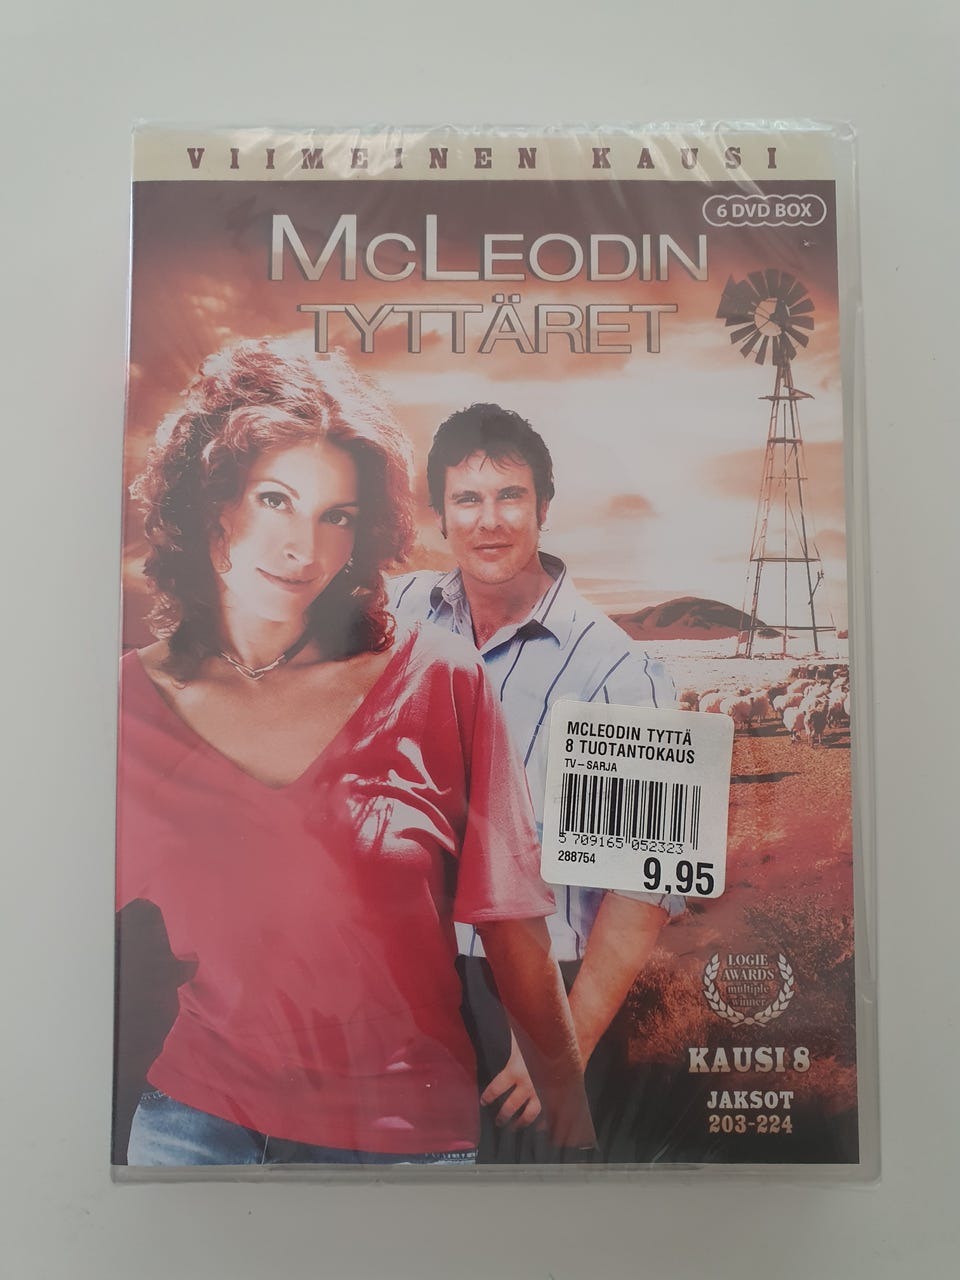 VIIMEINEN KAUSI
6 DVD BOX
MCLEODIN
TYTTÄRET
MCLEODIN TYTTÄ
8 TUOTANTOKAUS
TV-SARJA
5 709165 052323
288754
9,95
LOGIE
AWARDS
multiple
winner
KAUSI 8
JAKSOT
203-224